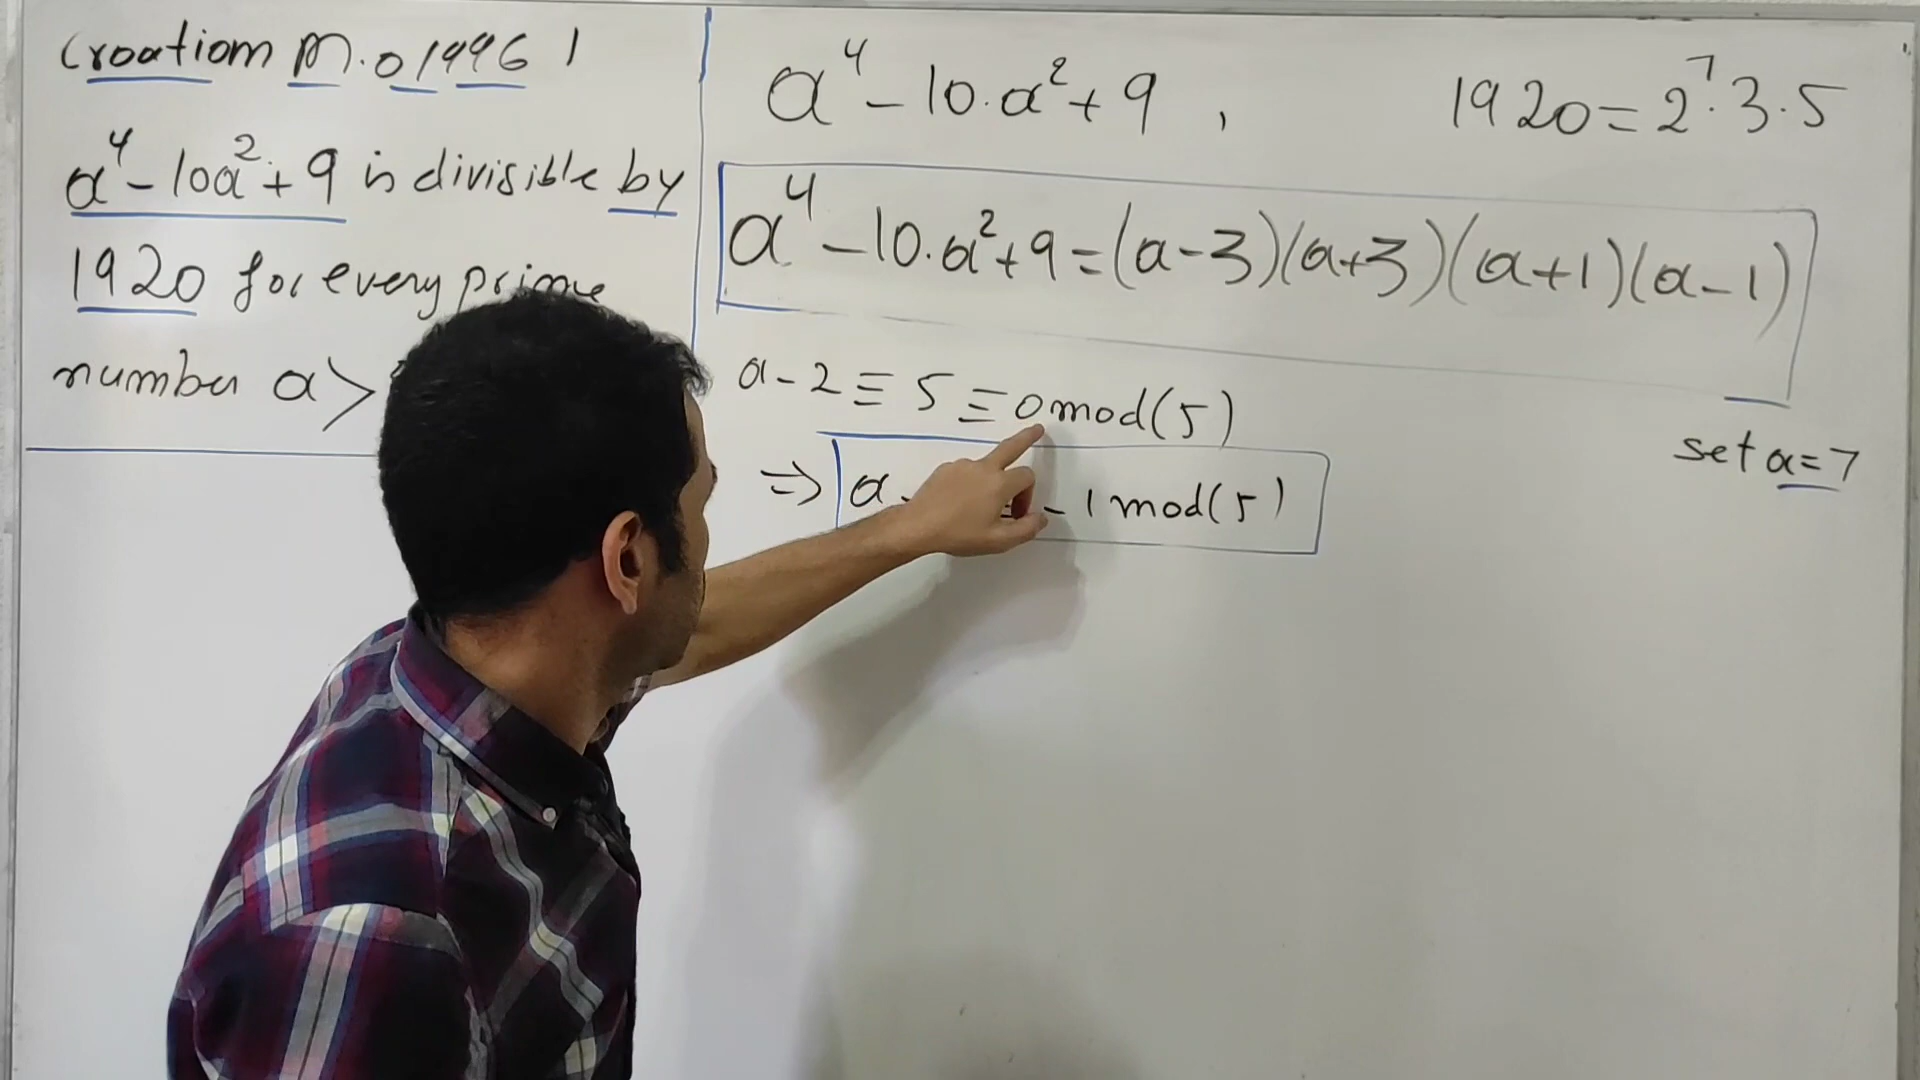 Croatiom M.O 1996 |
a⁴ - 10a² + 9 is divisible by
1920 for every prime
number a >
a⁴ - 10.a² + 9 ,
1920 = 2⁷.3.5
a⁴ - 10.a² + 9 = (a-3)(a+3)(a+1)(a-1)
a - 2 ≡ 5 ≡ 0 mod(5)
set a = 7
⇒ a - 1 mod(5)